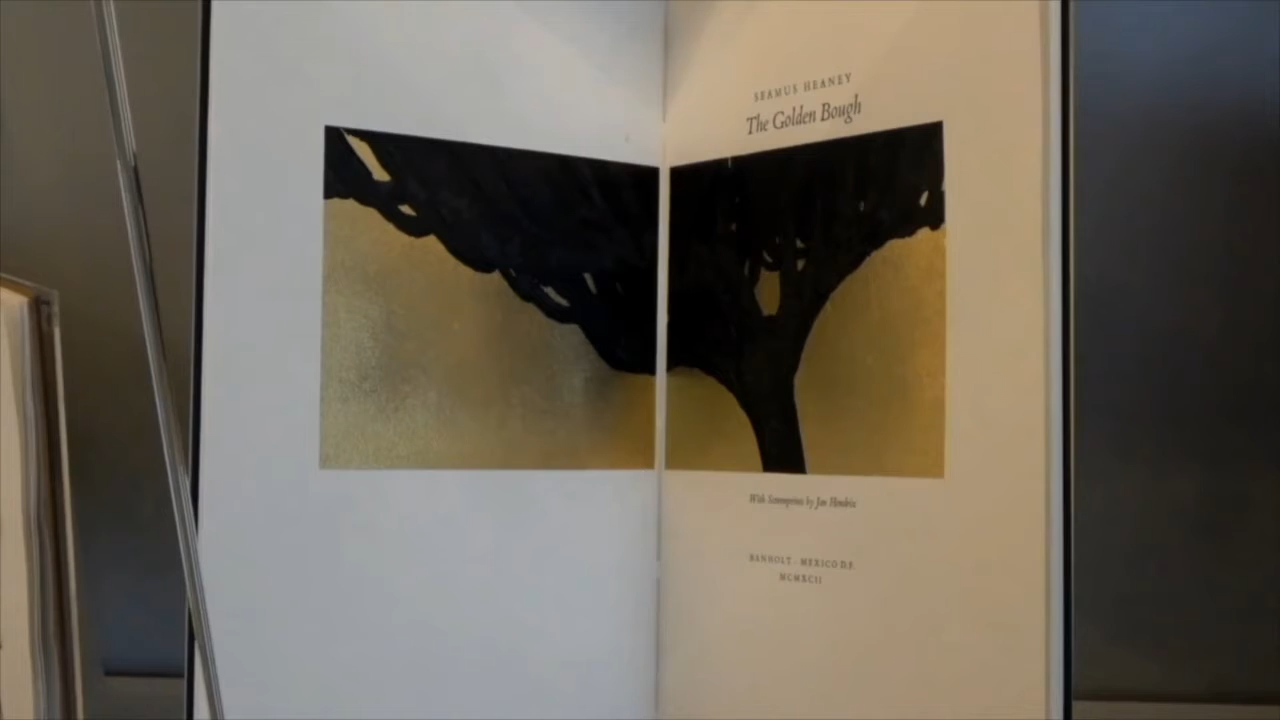 SEAMUS HEANEY
The Golden Bough
With Screenprints by Jan Hendrix
BANHOLT · MEXICO D.F.
MCMXCII